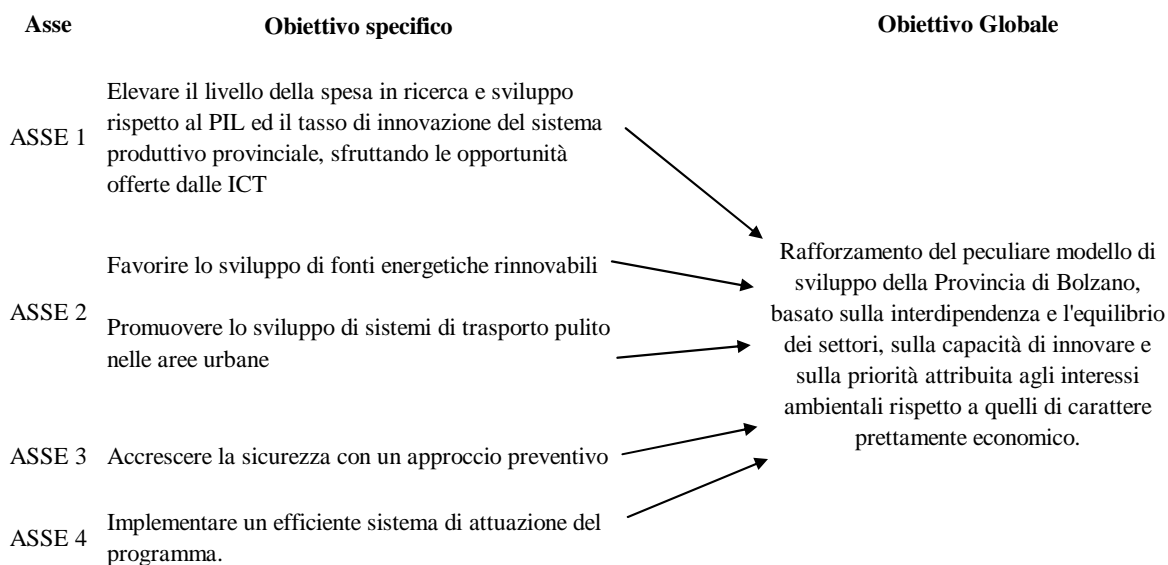 Asse Obiettivo specifico Obiettivo Globale
ASSE 1
Elevare il livello della spesa in ricerca e sviluppo
rispetto al PIL ed il tasso di innovazione del sistema
produttivo provinciale, sfruttando le opportunità
offerte dalle ICT
ASSE 2
Favorire lo sviluppo di fonti energetiche rinnovabili
Promuovere lo sviluppo di sistemi di trasporto pulito
nelle aree urbane
ASSE 3 Accrescere la sicurezza con un approccio preventivo
ASSE 4
Implementare un efficiente sistema di attuazione del
programma.
Rafforzamento del peculiare modello di
sviluppo della Provincia di Bolzano,
basato sulla interdipendenza e l'equilibrio
dei settori, sulla capacità di innovare e
sulla priorità attribuita agli interessi
ambientali rispetto a quelli di carattere
prettamente economico.